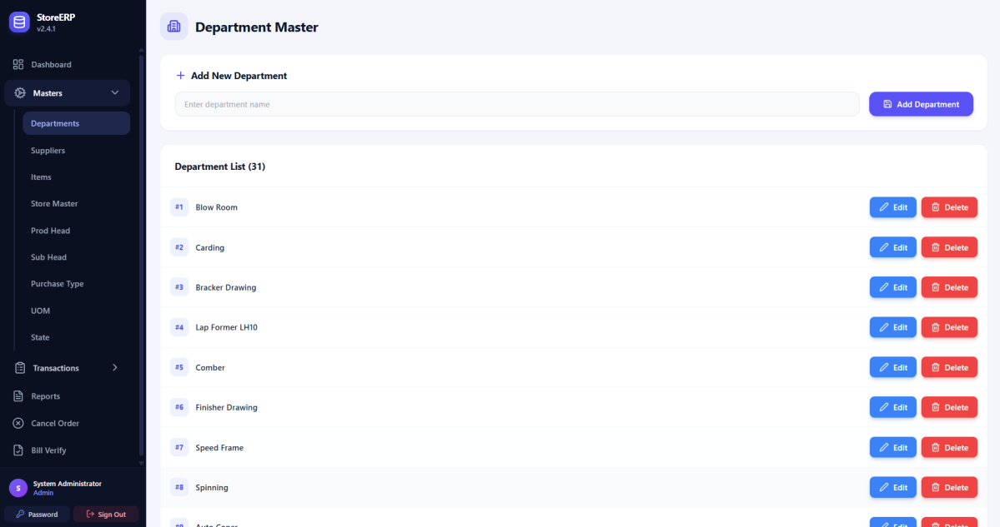 StoreERP
v2.4.1
Dashboard
Masters
Departments
Suppliers
Items
Store Master
Prod Head
Sub Head
Purchase Type
UOM
State
Transactions
Reports
Cancel Order
Bill Verify
S
System Administrator
Admin
Password Sign Out
Department Master
Add New Department
Enter department name Add Department
Department List (31)
#1 Blow Room Edit Delete
#2 Carding Edit Delete
#3 Bracker Drawing Edit Delete
#4 Lap Former LH10 Edit Delete
#5 Comber Edit Delete
#6 Finisher Drawing Edit Delete
#7 Speed Frame Edit Delete
#8 Spinning Edit Delete
#9 Auto Coner Edit Delete